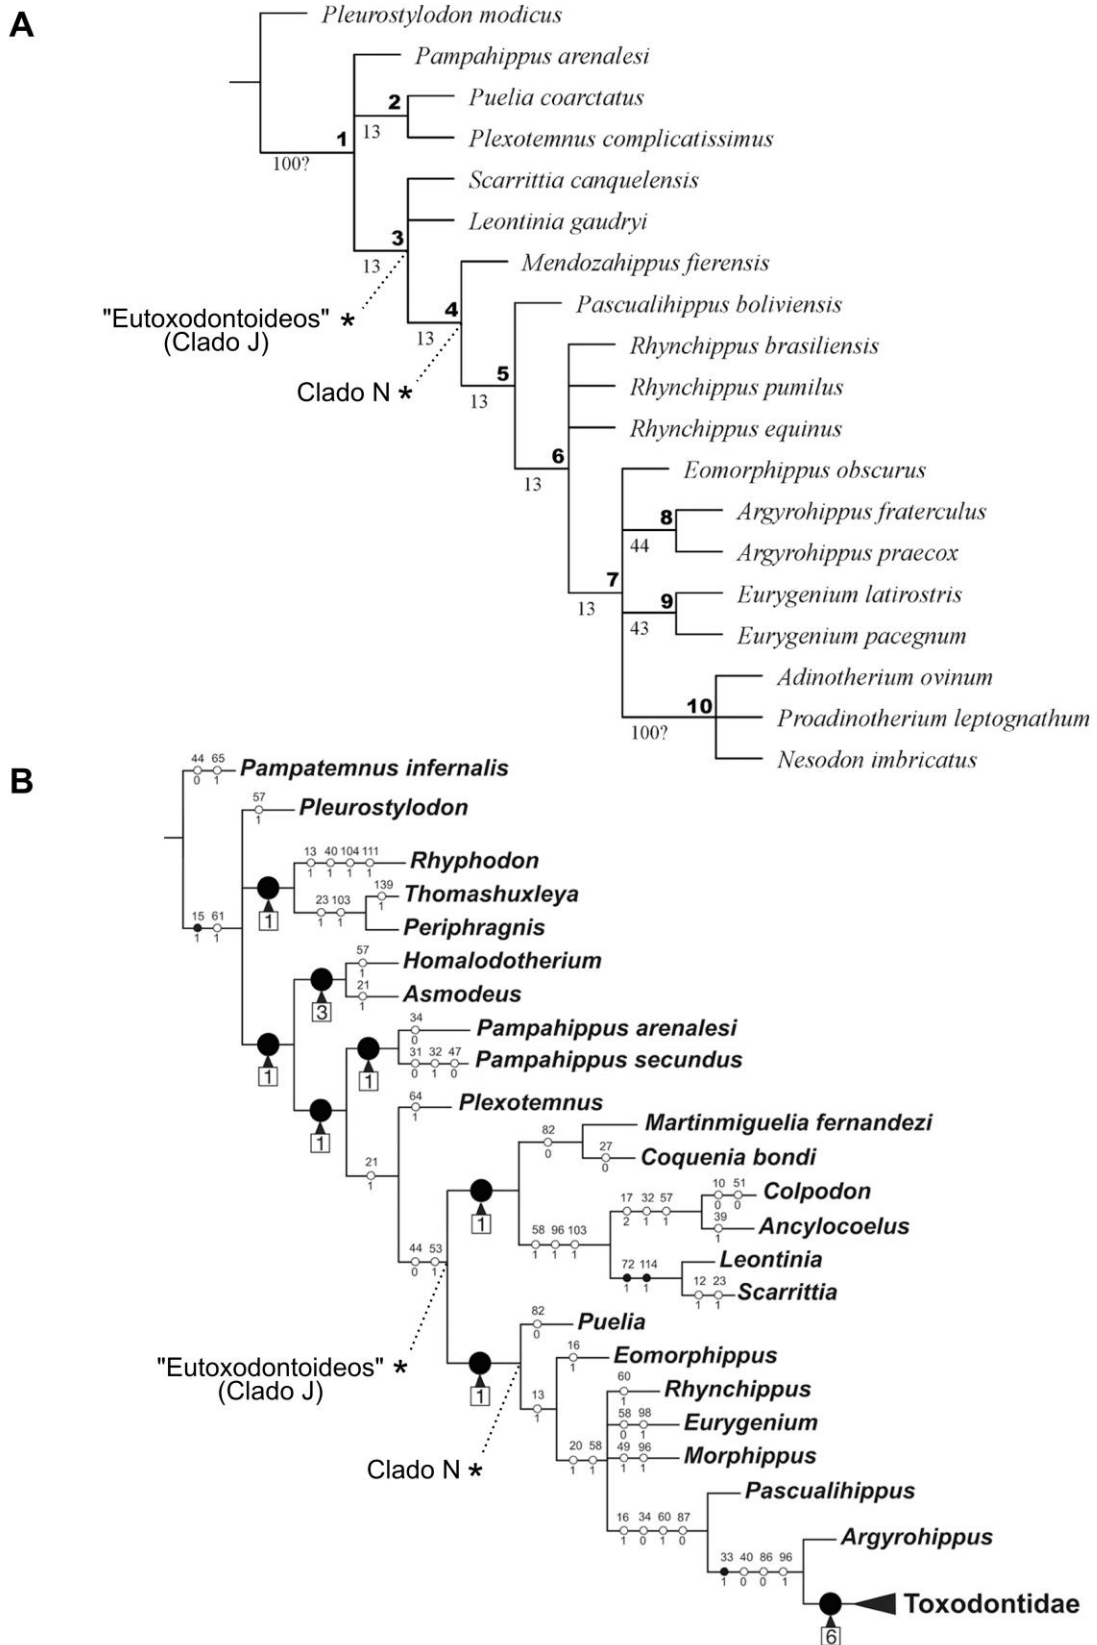 A
Pleurostylodon modicus
Pampahippus arenalesi
2
Puelia coarctatus
13
1
Plexotemnus complicatissimus
100?
Scarrittia canquelensis
Leontinia gaudryi
3
13
Mendozahippus fierensis
"Eutoxodontoideos" *
(Clado J)
4
Pascualihippus boliviensis
13
Rhynchippus brasiliensis
Clado N *
5
13
Rhynchippus pumilus
Rhynchippus equinus
6
13
Eomorphippus obscurus
8
Argyrohippus fraterculus
44
Argyrohippus praecox
7
13
9
Eurygenium latirostris
43
Eurygenium pacegnum
Adinotherium ovinum
10
Proadinotherium leptognathum
100?
Nesodon imbricatus
B
44 65
0 1
Pampatemnus infernalis
57
1
Pleurostylodon
13 40 104 111
1 1 1 1
Rhyphodon
139
1
Thomashuxleya
23 103
1 1
1
Periphragnis
15 61
1 1
57
1
Homalodotherium
21
1
Asmodeus
3
34
0
Pampahippus arenalesi
31 32 47
0 1 0
Pampahippus secundus
1
1
64
1
Plexotemnus
1
82
0
Martinmiguelia fernandezi
27
0
Coquenia bondi
21
1
10 51
0 0
Colpodon
17 32 57
2 1 1
39
1
Ancylocoelus
1
58 96 103
1 1 1
44 53
0 1
72 114
1 1
Leontinia
12 23
1 1
Scarrittia
82
0
Puelia
"Eutoxodontoideos" *
(Clado J)
16
1
Eomorphippus
1
13
1
60
1
Rhynchippus
58 98
0 1
Eurygenium
20 58
1 1
49 96
1 1
Morphippus
Clado N *
Pascualihippus
16 34 60 87
1 0 1 0
Argyrohippus
33 40 86 96
1 0 0 1
Toxodontidae
6